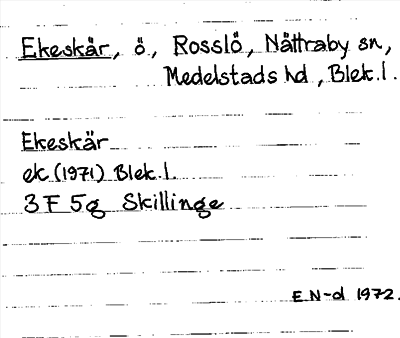 Ekeskär, ö, Rosslö, Nättraby sn,
Medelstads hd, Blek.l.
Ekeskär
ek (1971) Blek.l.
3 F 5g Skillinge
E N-d 1972.